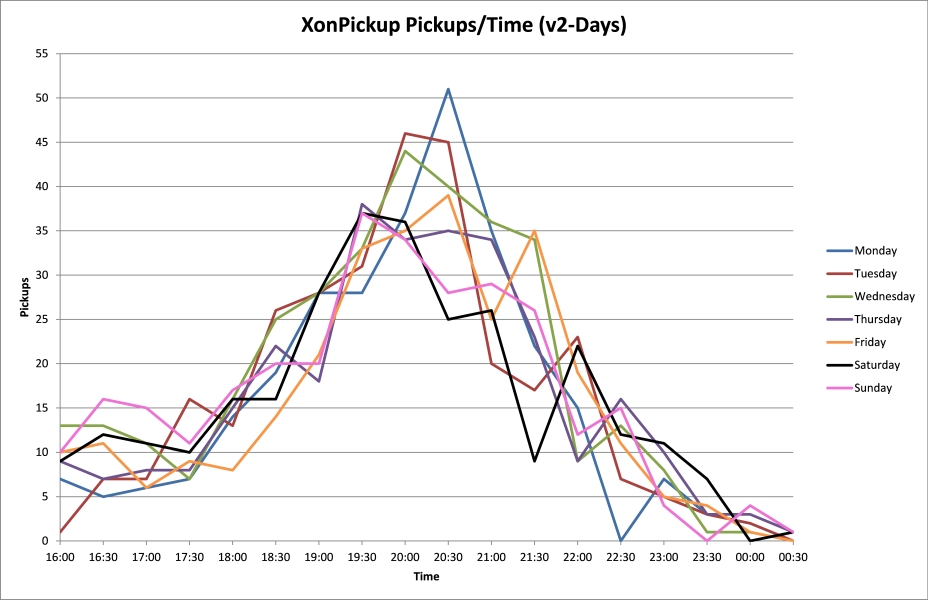 XonPickup Pickups/Time (v2-Days)
55
50
45
40
35
30
25
20
15
10
5
0
Pickups
16:00 16:30 17:00 17:30 18:00 18:30 19:00 19:30 20:00 20:30 21:00 21:30 22:00 22:30 23:00 23:30 00:00 00:30
Time
Monday
Tuesday
Wednesday
Thursday
Friday
Saturday
Sunday